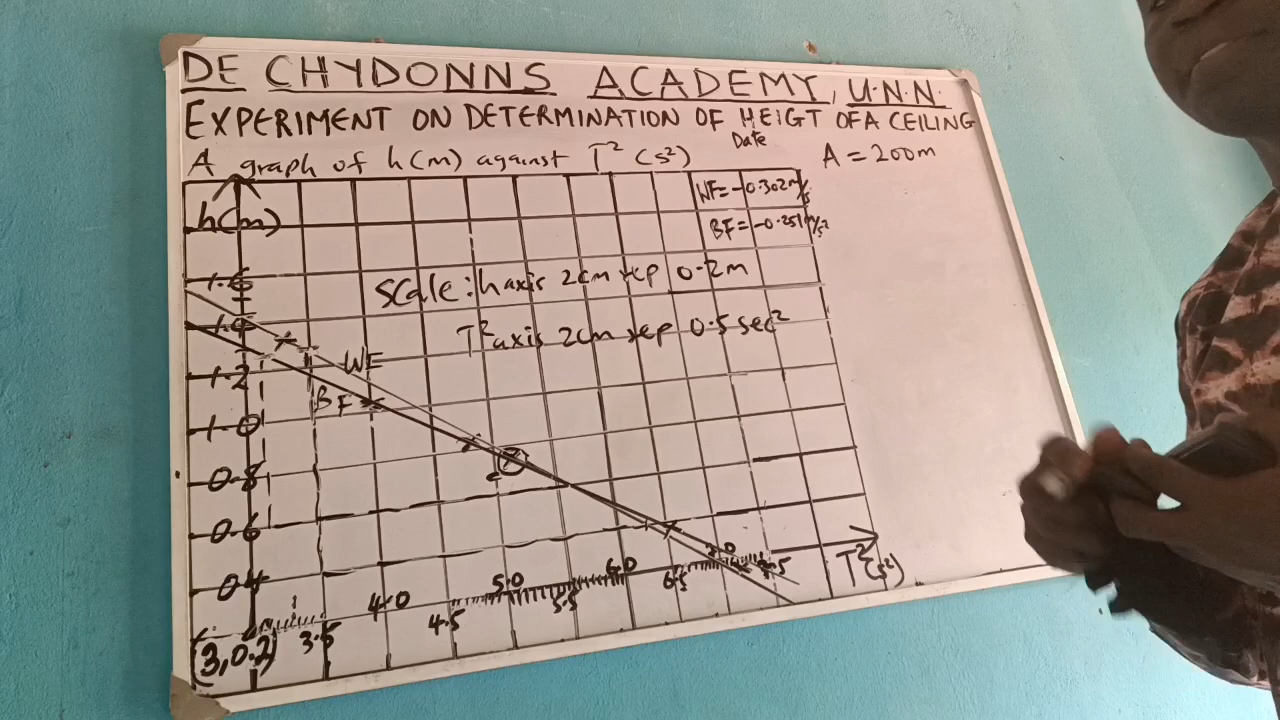 DE CHYDONNS ACADEMY, U.N.N.
EXPERIMENT ON DETERMINATION OF HEIGT OF A CEILING
Date
A graph of h(m) against T² (s²)
A = 200m
WF = -0.302m/s
BF = -0.251m/s²
h(m)
Scale: h axis 2cm rep 0.2m
T² axis 2cm rep 0.5 sec²
1.6
1.4
1.2
1.0
0.8
0.6
0.4
(3, 0.2)
WF
BF
3.5
4.0
4.5
5.0
5.5
6.0
6.5
7.0
7.5
T² (s²)